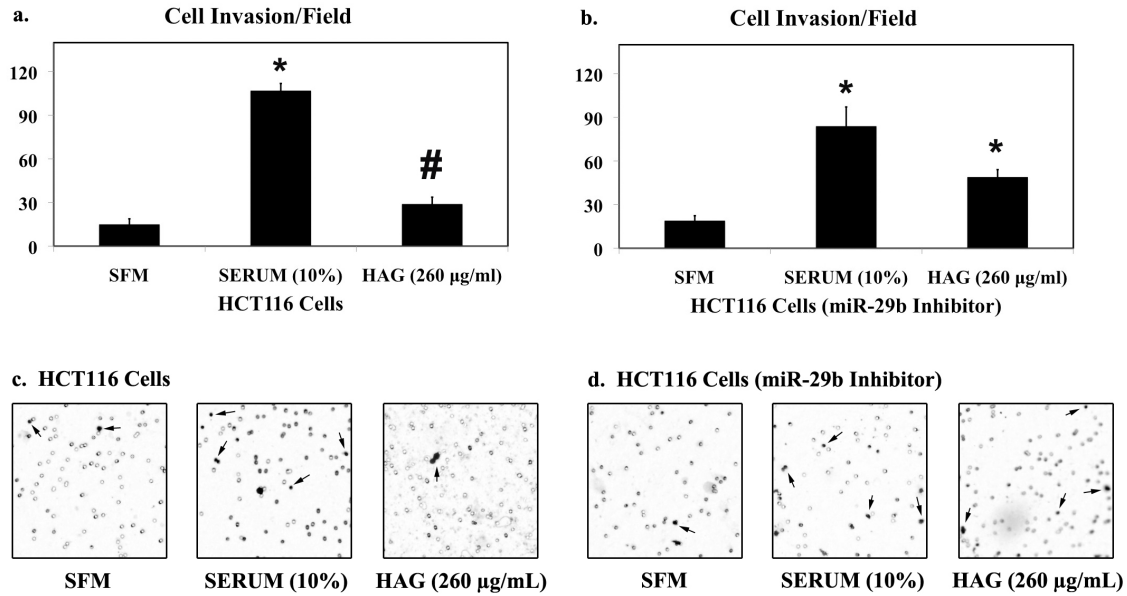 a.
Cell Invasion/Field
120
90
60
30
0
*
#
SFM SERUM (10%) HAG (260 µg/ml)
HCT116 Cells
b.
Cell Invasion/Field
120
90
60
30
0
*
*
SFM SERUM (10%) HAG (260 µg/ml)
HCT116 Cells (miR-29b Inhibitor)
c. HCT116 Cells
SFM SERUM (10%) HAG (260 µg/mL)
d. HCT116 Cells (miR-29b Inhibitor)
SFM SERUM (10%) HAG (260 µg/mL)